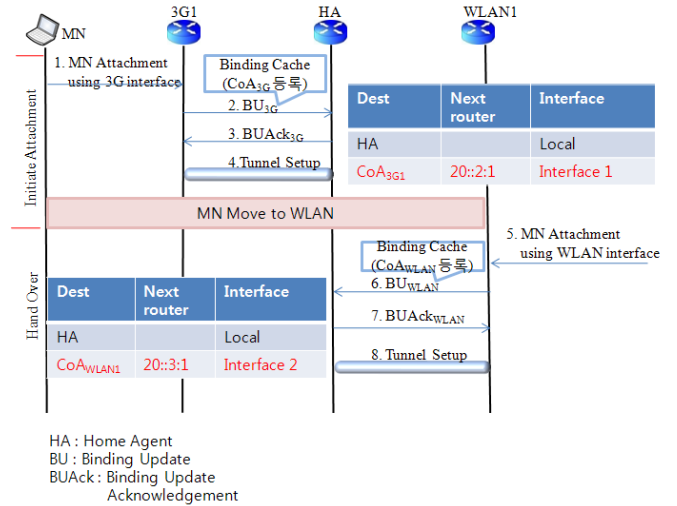 3G1
HA
WLAN1
MN
1. MN Attachment
using 3G interface
Binding Cache
(CoA3G 등록)
2. BU3G
3. BUAck3G
4.Tunnel Setup
Initiate Attachment
Dest Next router Interface
HA Local
CoA3G1 20::2:1 Interface 1
MN Move to WLAN
5. MN Attachment
using WLAN interface
Binding Cache
(CoAWLAN 등록)
6. BUWLAN
7. BUAckWLAN
8. Tunnel Setup
Hand Over
Dest Next router Interface
HA Local
CoAWLAN1 20::3:1 Interface 2
HA : Home Agent
BU : Binding Update
BUAck : Binding Update
Acknowledgement